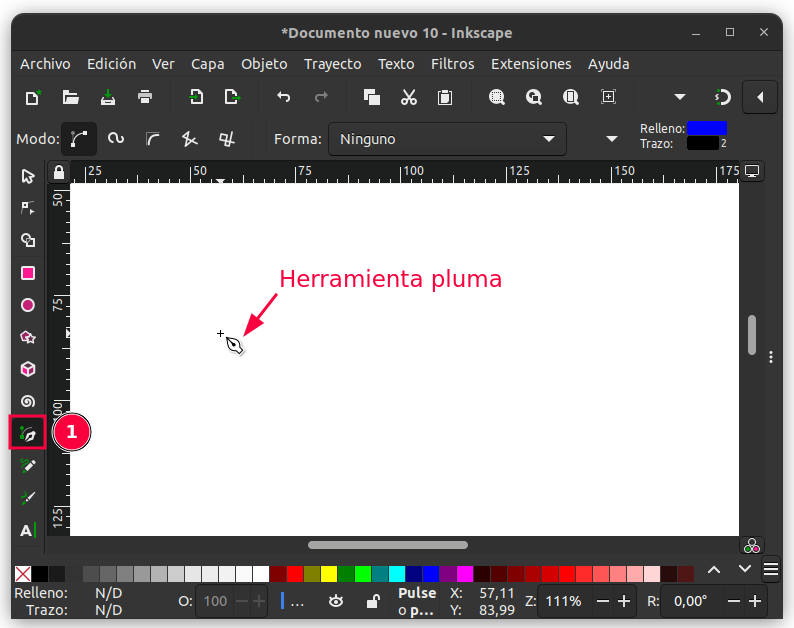 *Documento nuevo 10 - Inkscape
Archivo Edición Ver Capa Objeto Trayecto Texto Filtros Extensiones Ayuda
Modo: Forma: Ninguno Relleno:
Trazo: 2
25 50 75 100 125 150 175
50
75
100
125
Herramienta pluma
1
A
Relleno: N/D O: 100 ... Pulse X: 57,11 Z: 111% R: 0,00°
Trazo: N/D o p... Y: 83,99